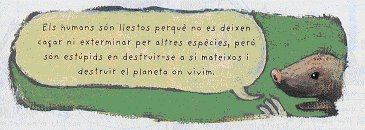 Els humans són llestos perquè no es deixen
caçar ni exterminar per altres espècies, però
són estúpids en destruir-se a si mateixos i
destruir el planeta on vivim.